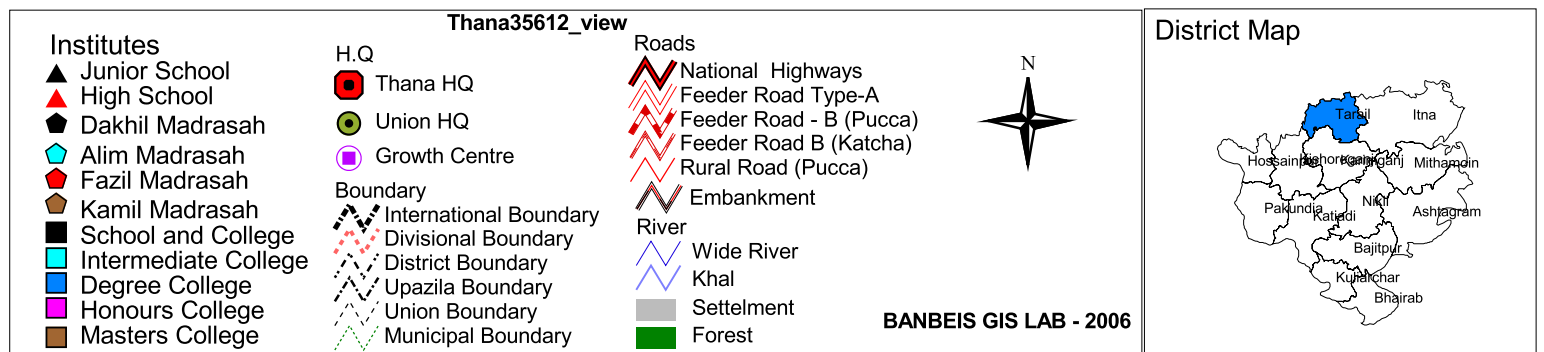 Thana35612_view
Institutes
Junior School
High School
Dakhil Madrasah
Alim Madrasah
Fazil Madrasah
Kamil Madrasah
School and College
Intermediate College
Degree College
Honours College
Masters College
H.Q
Thana HQ
Union HQ
Growth Centre
Boundary
International Boundary
Divisional Boundary
District Boundary
Upazila Boundary
Union Boundary
Municipal Boundary
Roads
National Highways
Feeder Road Type-A
Feeder Road - B (Pucca)
Feeder Road B (Katcha)
Rural Road (Pucca)
Embankment
River
Wide River
Khal
Settelment
Forest
N
BANBEIS GIS LAB - 2006
District Map
Tarail
Itna
Mithamoin
Pakundia
Katiadi
Nikli
Ashtagram
Bajitpur
Kuliarchar
Bhairab